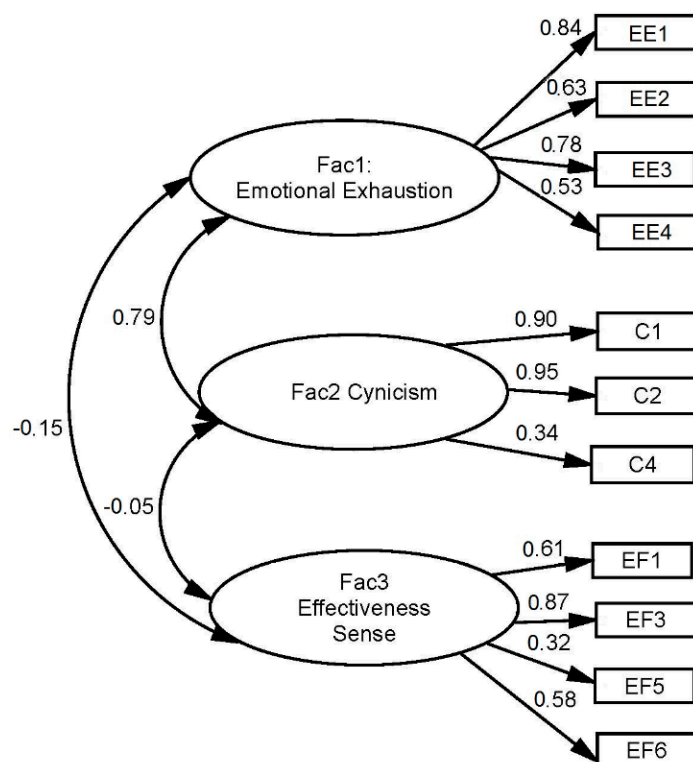 0.84
EE1
0.63
EE2
Fac1:
Emotional Exhaustion
0.78
EE3
0.53
EE4
0.79
0.90
C1
Fac2 Cynicism
0.95
C2
-0.15
0.34
C4
-0.05
0.61
EF1
Fac3
Effectiveness
Sense
0.87
EF3
0.32
EF5
0.58
EF6